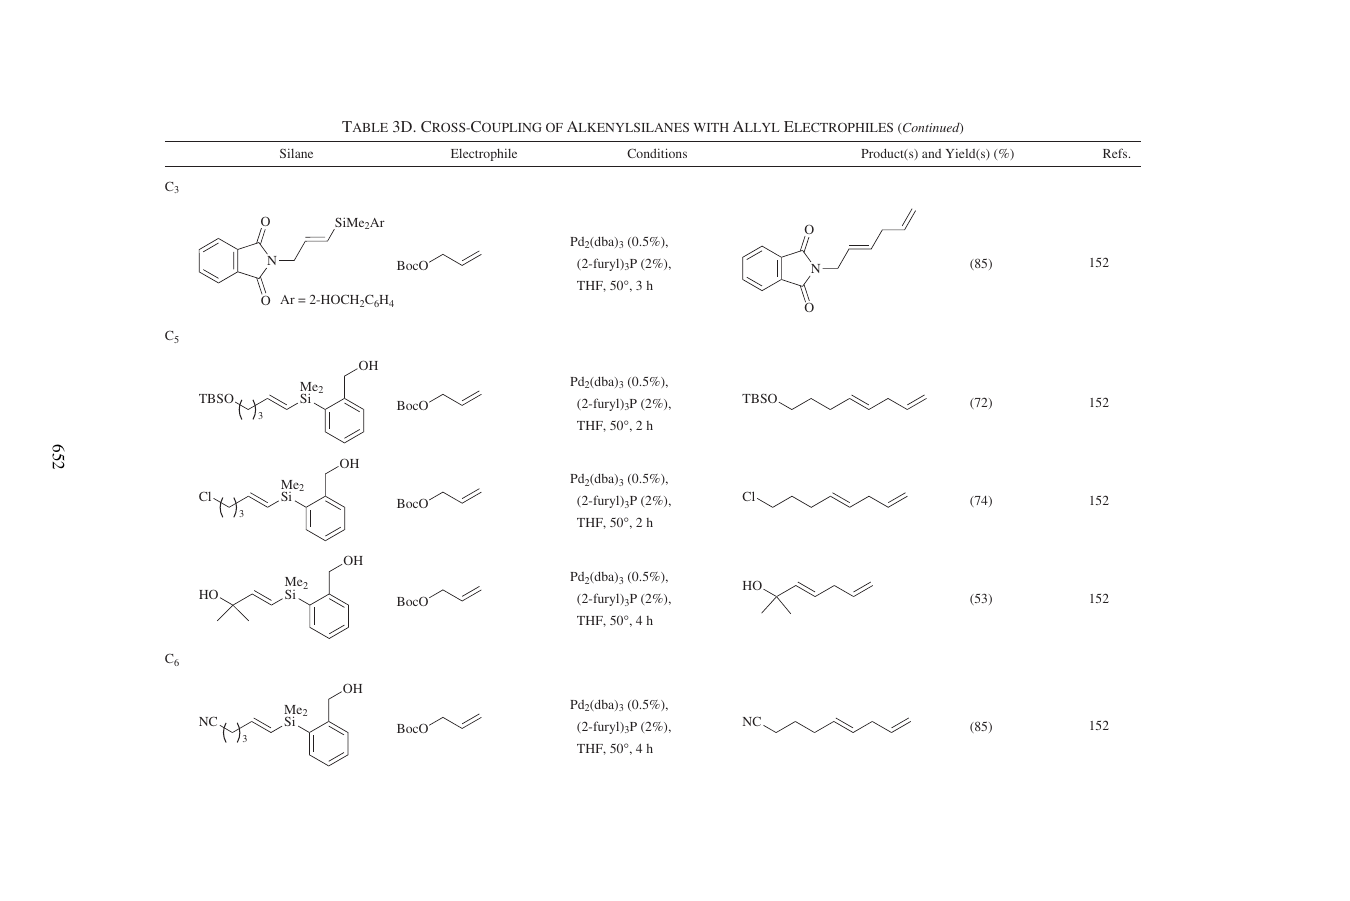 TABLE 3D. CROSS-COUPLING OF ALKENYLSILANES WITH ALLYL ELECTROPHILES (Continued)
Silane Electrophile Conditions Product(s) and Yield(s) (%) Refs.
C3
O
SiMe2Ar
N
O
Ar = 2-HOCH2C6H4
BocO
Pd2(dba)3 (0.5%),
(2-furyl)3P (2%),
THF, 50°, 3 h
O
N
O
(85)
152
C5
TBSO
3
Me2
Si
OH
BocO
Pd2(dba)3 (0.5%),
(2-furyl)3P (2%),
THF, 50°, 2 h
TBSO
(72)
152
Cl
3
Me2
Si
OH
BocO
Pd2(dba)3 (0.5%),
(2-furyl)3P (2%),
THF, 50°, 2 h
Cl
(74)
152
HO
Me2
Si
OH
BocO
Pd2(dba)3 (0.5%),
(2-furyl)3P (2%),
THF, 50°, 4 h
HO
(53)
152
C6
NC
3
Me2
Si
OH
BocO
Pd2(dba)3 (0.5%),
(2-furyl)3P (2%),
THF, 50°, 4 h
NC
(85)
152
652